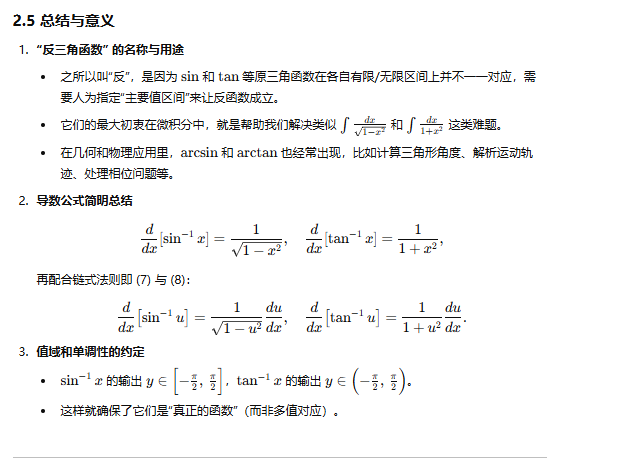 2.5 总结与意义
1. “反三角函数” 的名称与用途
• 之所以叫“反”，是因为 sin 和 tan 等原三角函数在各自有限/无限区间上并不一一对应，需
要人为指定“主要值区间”来让反函数成立。
• 它们的最大初衷在微积分中，就是帮助我们解决类似 ∫ dx/√(1−x²) 和 ∫ dx/(1+x²) 这类难题。
• 在几何和物理应用里，arcsin 和 arctan 也经常出现，比如计算三角形角度、解析运动轨
迹、处理相位问题等。
2. 导数公式简明总结
d/dx [sin⁻¹ x] = 1/√(1 − x²), d/dx [tan⁻¹ x] = 1/(1 + x²),
再配合链式法则即 (7) 与 (8)：
d/dx [sin⁻¹ u] = 1/√(1 − u²) du/dx, d/dx [tan⁻¹ u] = 1/(1 + u²) du/dx.
3. 值域和单调性的约定
• sin⁻¹ x 的输出 y ∈ [−π/2, π/2]，tan⁻¹ x 的输出 y ∈ (−π/2, π/2)。
• 这样就确保了它们是“真正的函数”（而非多值对应）。